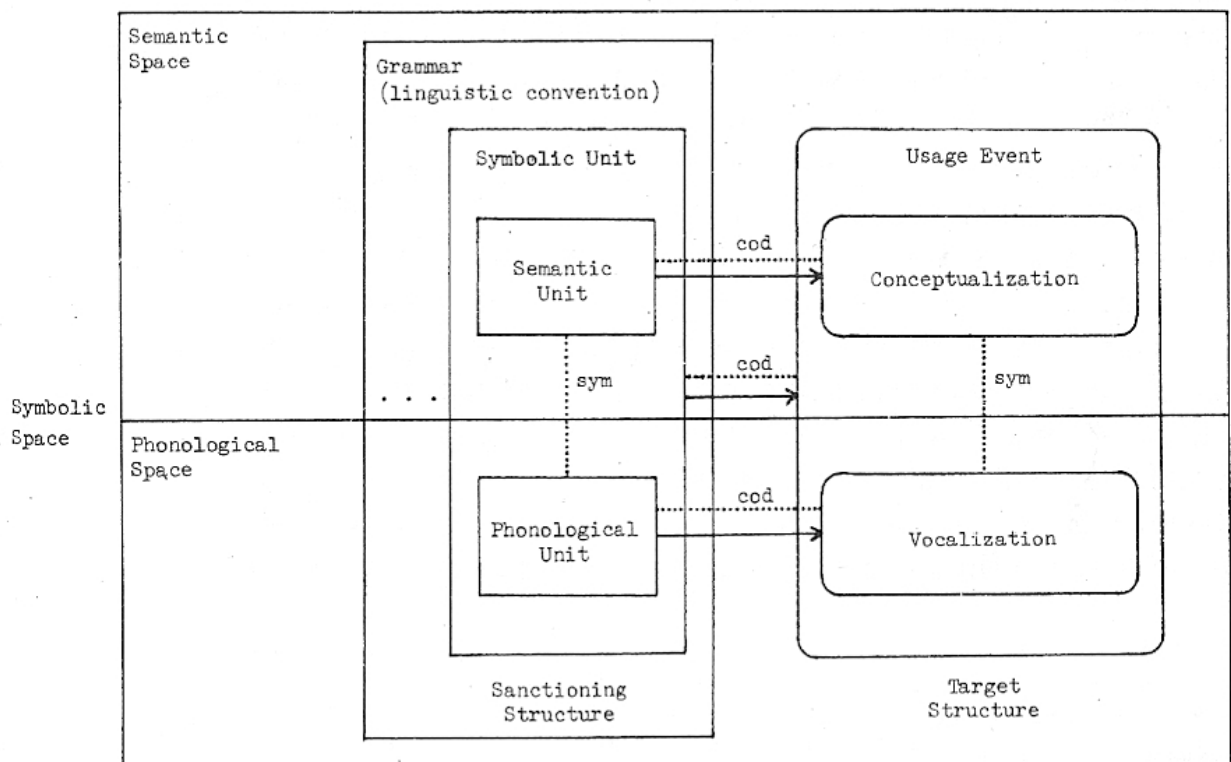 Semantic
Space
Grammar
(linguistic convention)
Symbolic Unit
Usage Event
Semantic
Unit
cod
Conceptualization
sym
cod
sym
. . .
Symbolic
Space
Phonological
Space
Phonological
Unit
cod
Vocalization
Sanctioning
Structure
Target
Structure